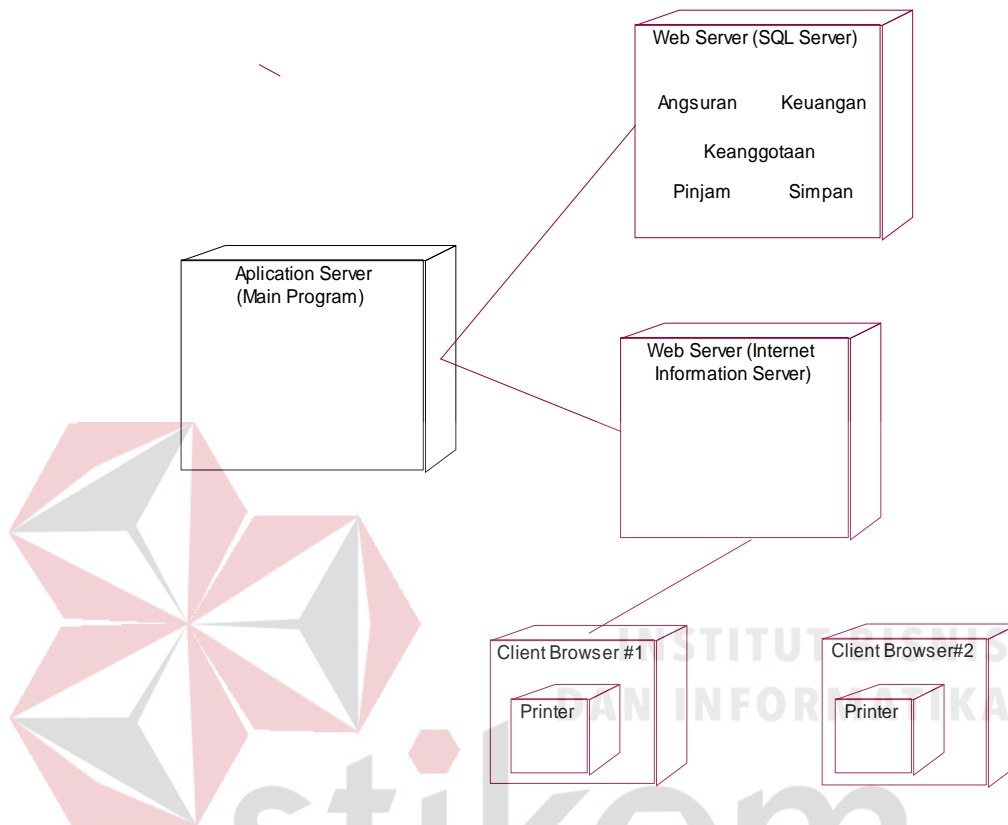 Web Server (SQL Server)
Angsuran Keuangan
Keanggotaan
Pinjam Simpan
Aplication Server
(Main Program)
Web Server (Internet
Information Server)
Client Browser #1
Printer
Client Browser#2
Printer
INSTITUT BISNIS
DAN INFORMATIKA
stikom